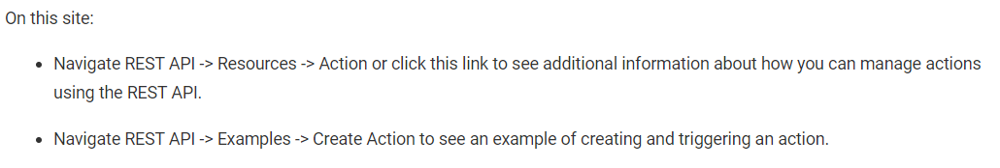 On this site:
• Navigate REST API -> Resources -> Action or click this link to see additional information about how you can manage actions
using the REST API.
• Navigate REST API -> Examples -> Create Action to see an example of creating and triggering an action.